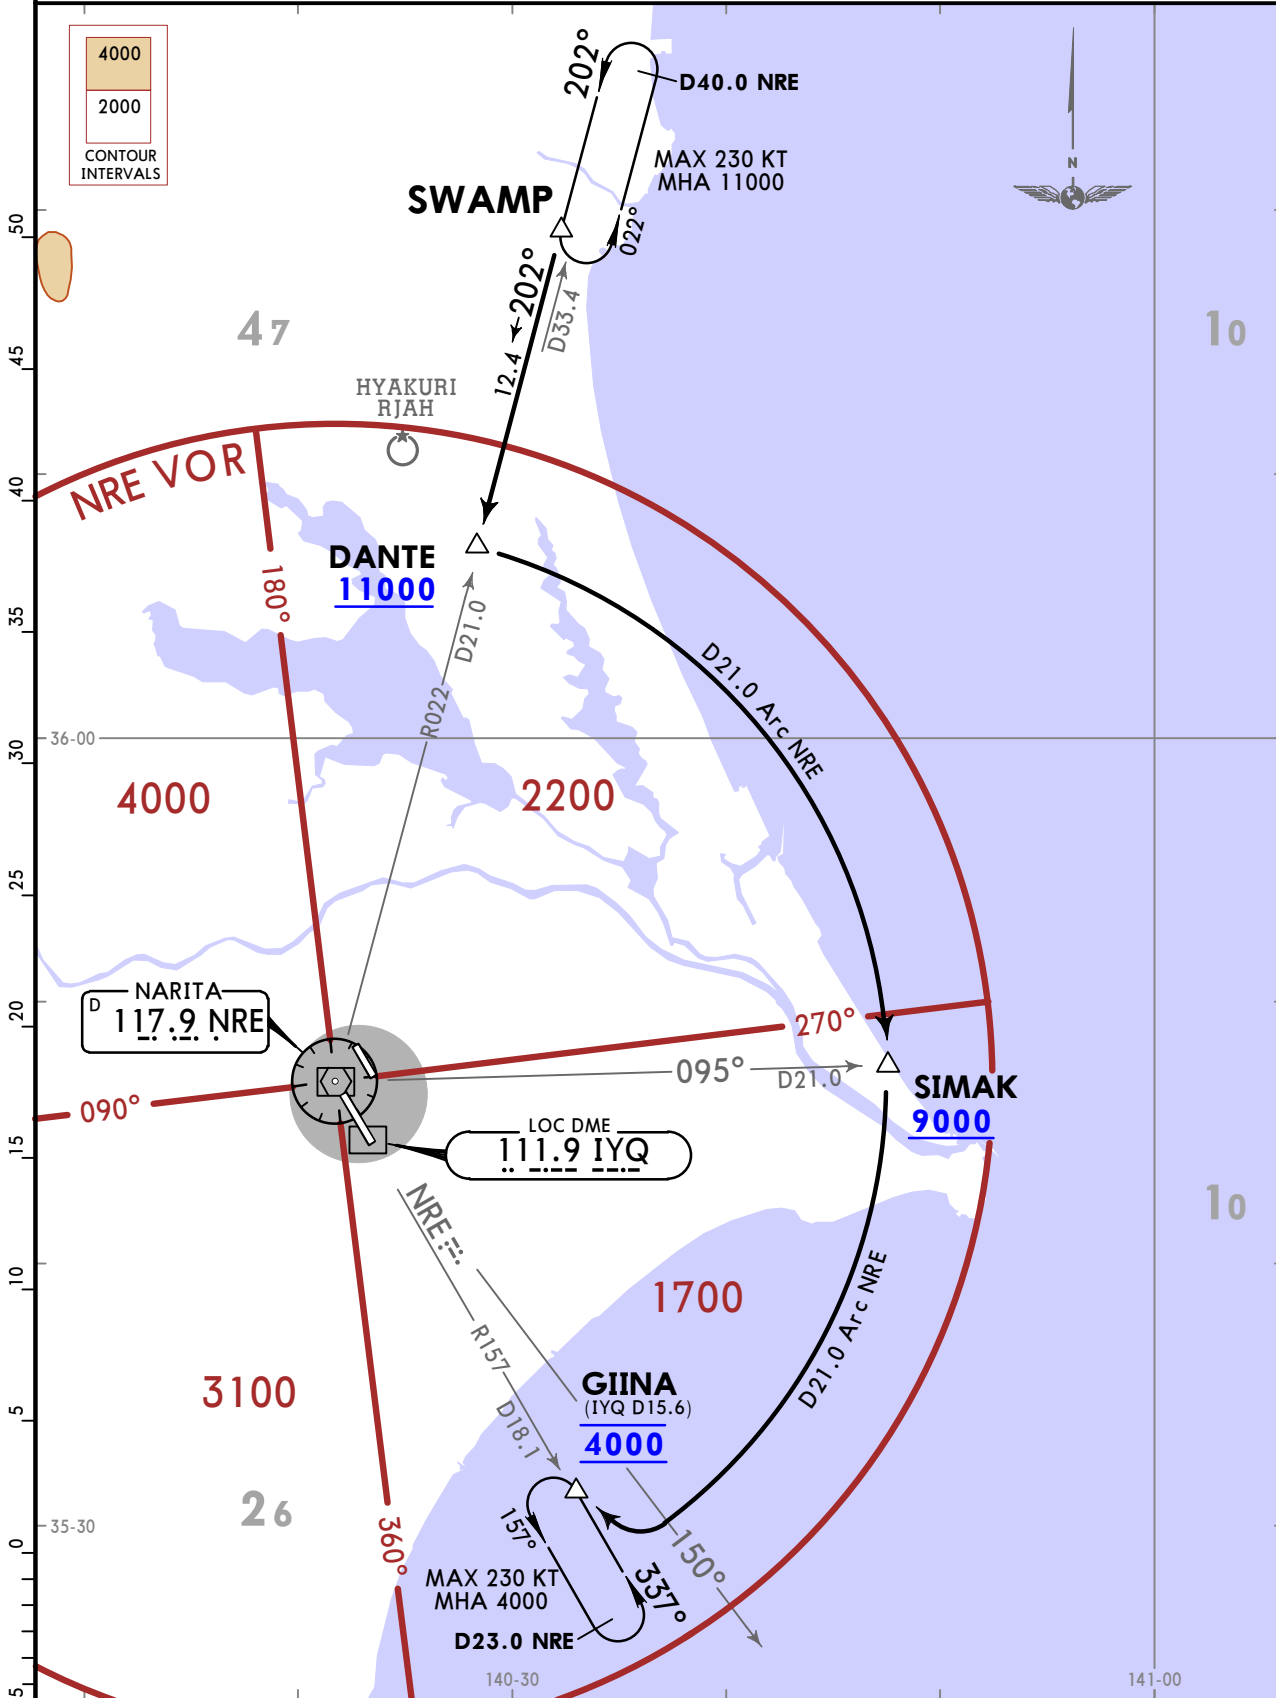 4000
2000
CONTOUR
INTERVALS
202°
D40.0 NRE
MAX 230 KT
MHA 11000
N
SWAMP
022°
202°
D33.4
12.4
50
45
40
35
30
25
20
15
10
5
0
5
47
10
HYAKURI
RJAH
NRE VOR
DANTE
11000
180°
D21.0
R022
D21.0 Arc NRE
36-00
4000
2200
NARITA
D
117.9 NRE
270°
095°
D21.0
SIMAK
9000
090°
LOC DME
111.9 IYQ
10
NRE
1700
D21.0 Arc NRE
R157
D18.1
GIINA
(IYQ D15.6)
4000
3100
26
35-30
360°
157°
150°
337°
MAX 230 KT
MHA 4000
D23.0 NRE
140-30
141-00